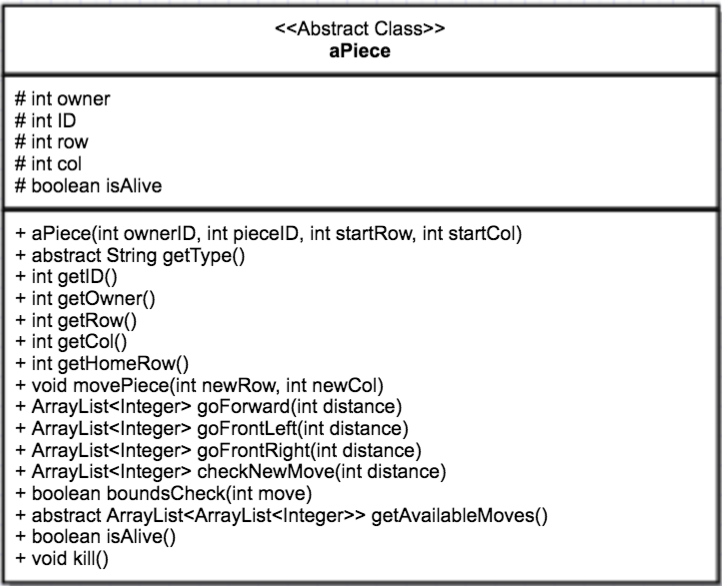 <<Abstract Class>>
aPiece
# int owner
# int ID
# int row
# int col
# boolean isAlive
+ aPiece(int ownerID, int pieceID, int startRow, int startCol)
+ abstract String getType()
+ int getID()
+ int getOwner()
+ int getRow()
+ int getCol()
+ int getHomeRow()
+ void movePiece(int newRow, int newCol)
+ ArrayList<Integer> goForward(int distance)
+ ArrayList<Integer> goFrontLeft(int distance)
+ ArrayList<Integer> goFrontRight(int distance)
+ ArrayList<Integer> checkNewMove(int distance)
+ boolean boundsCheck(int move)
+ abstract ArrayList<ArrayList<Integer>> getAvailableMoves()
+ boolean isAlive()
+ void kill()